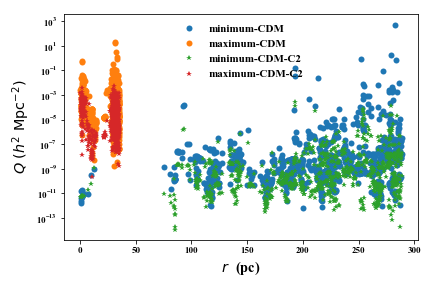 minimum-CDM
maximum-CDM
minimum-CDM-C2
maximum-CDM-C2
10³
10¹
10⁻¹
10⁻³
10⁻⁵
10⁻⁷
10⁻⁹
10⁻¹¹
10⁻¹³
Q (h² Mpc⁻²)
0 50 100 150 200 250 300
r (pc)